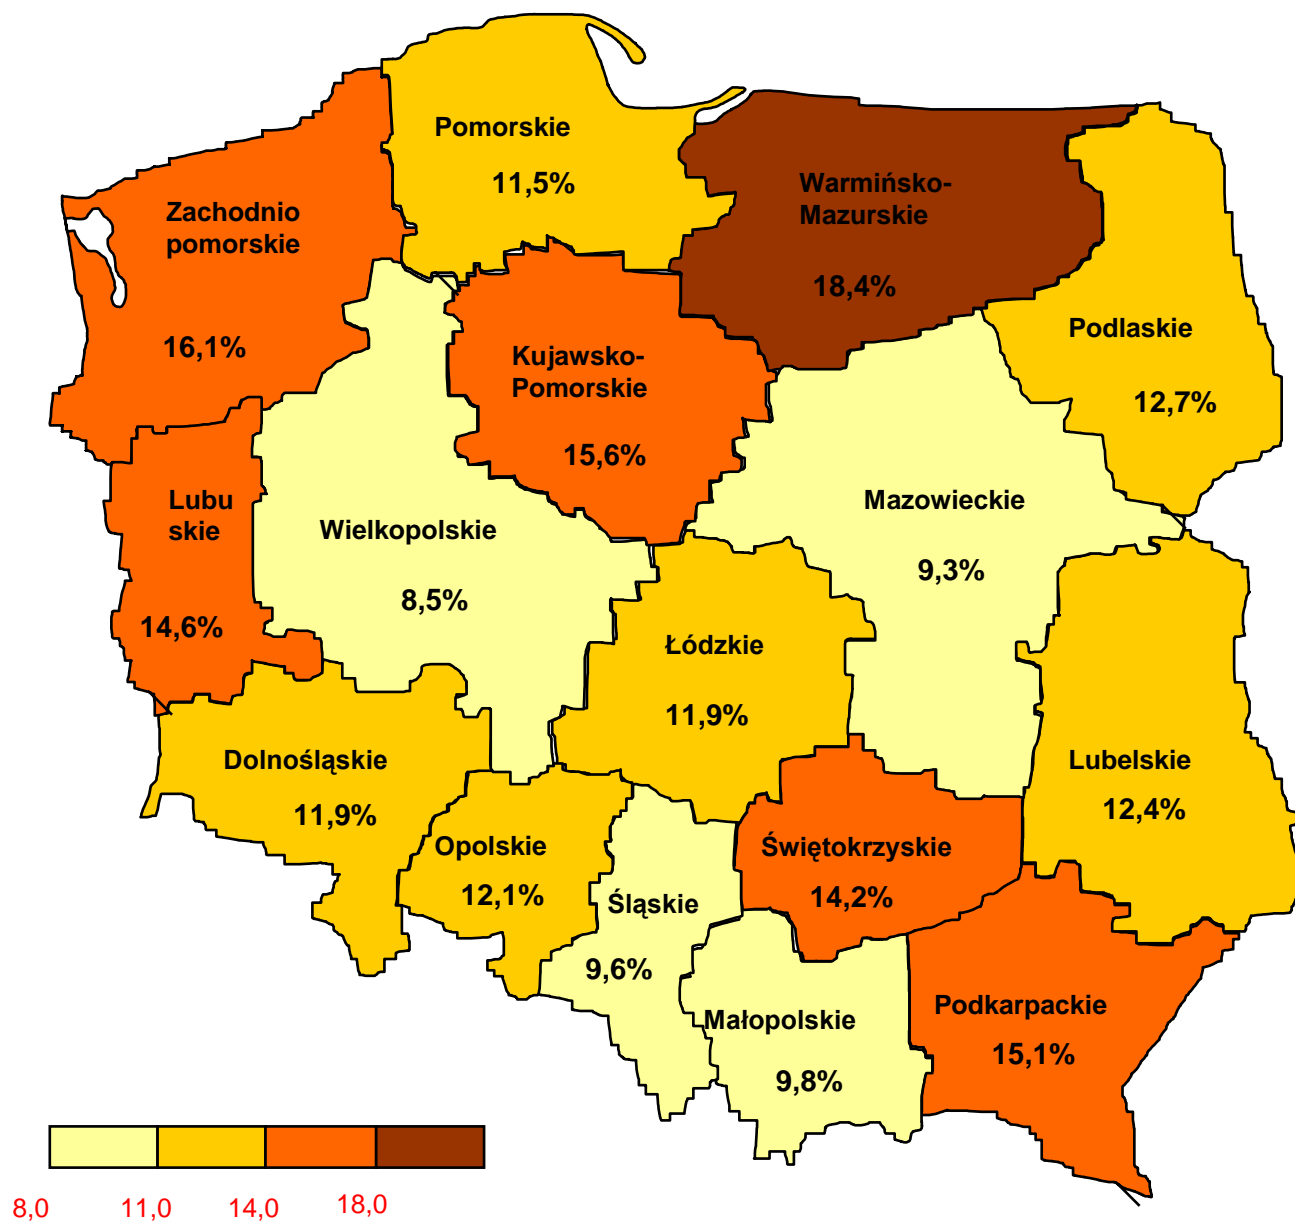 Pomorskie
11,5%
Warmińsko-
Mazurskie
18,4%
Zachodnio
pomorskie
16,1%
Podlaskie
12,7%
Kujawsko-
Pomorskie
15,6%
Lubu
skie
14,6%
Wielkopolskie
8,5%
Mazowieckie
9,3%
Łódzkie
11,9%
Dolnośląskie
11,9%
Lubelskie
12,4%
Opolskie
12,1%
Śląskie
9,6%
Świętokrzyskie
14,2%
Małopolskie
9,8%
Podkarpackie
15,1%
8,0 11,0 14,0 18,0